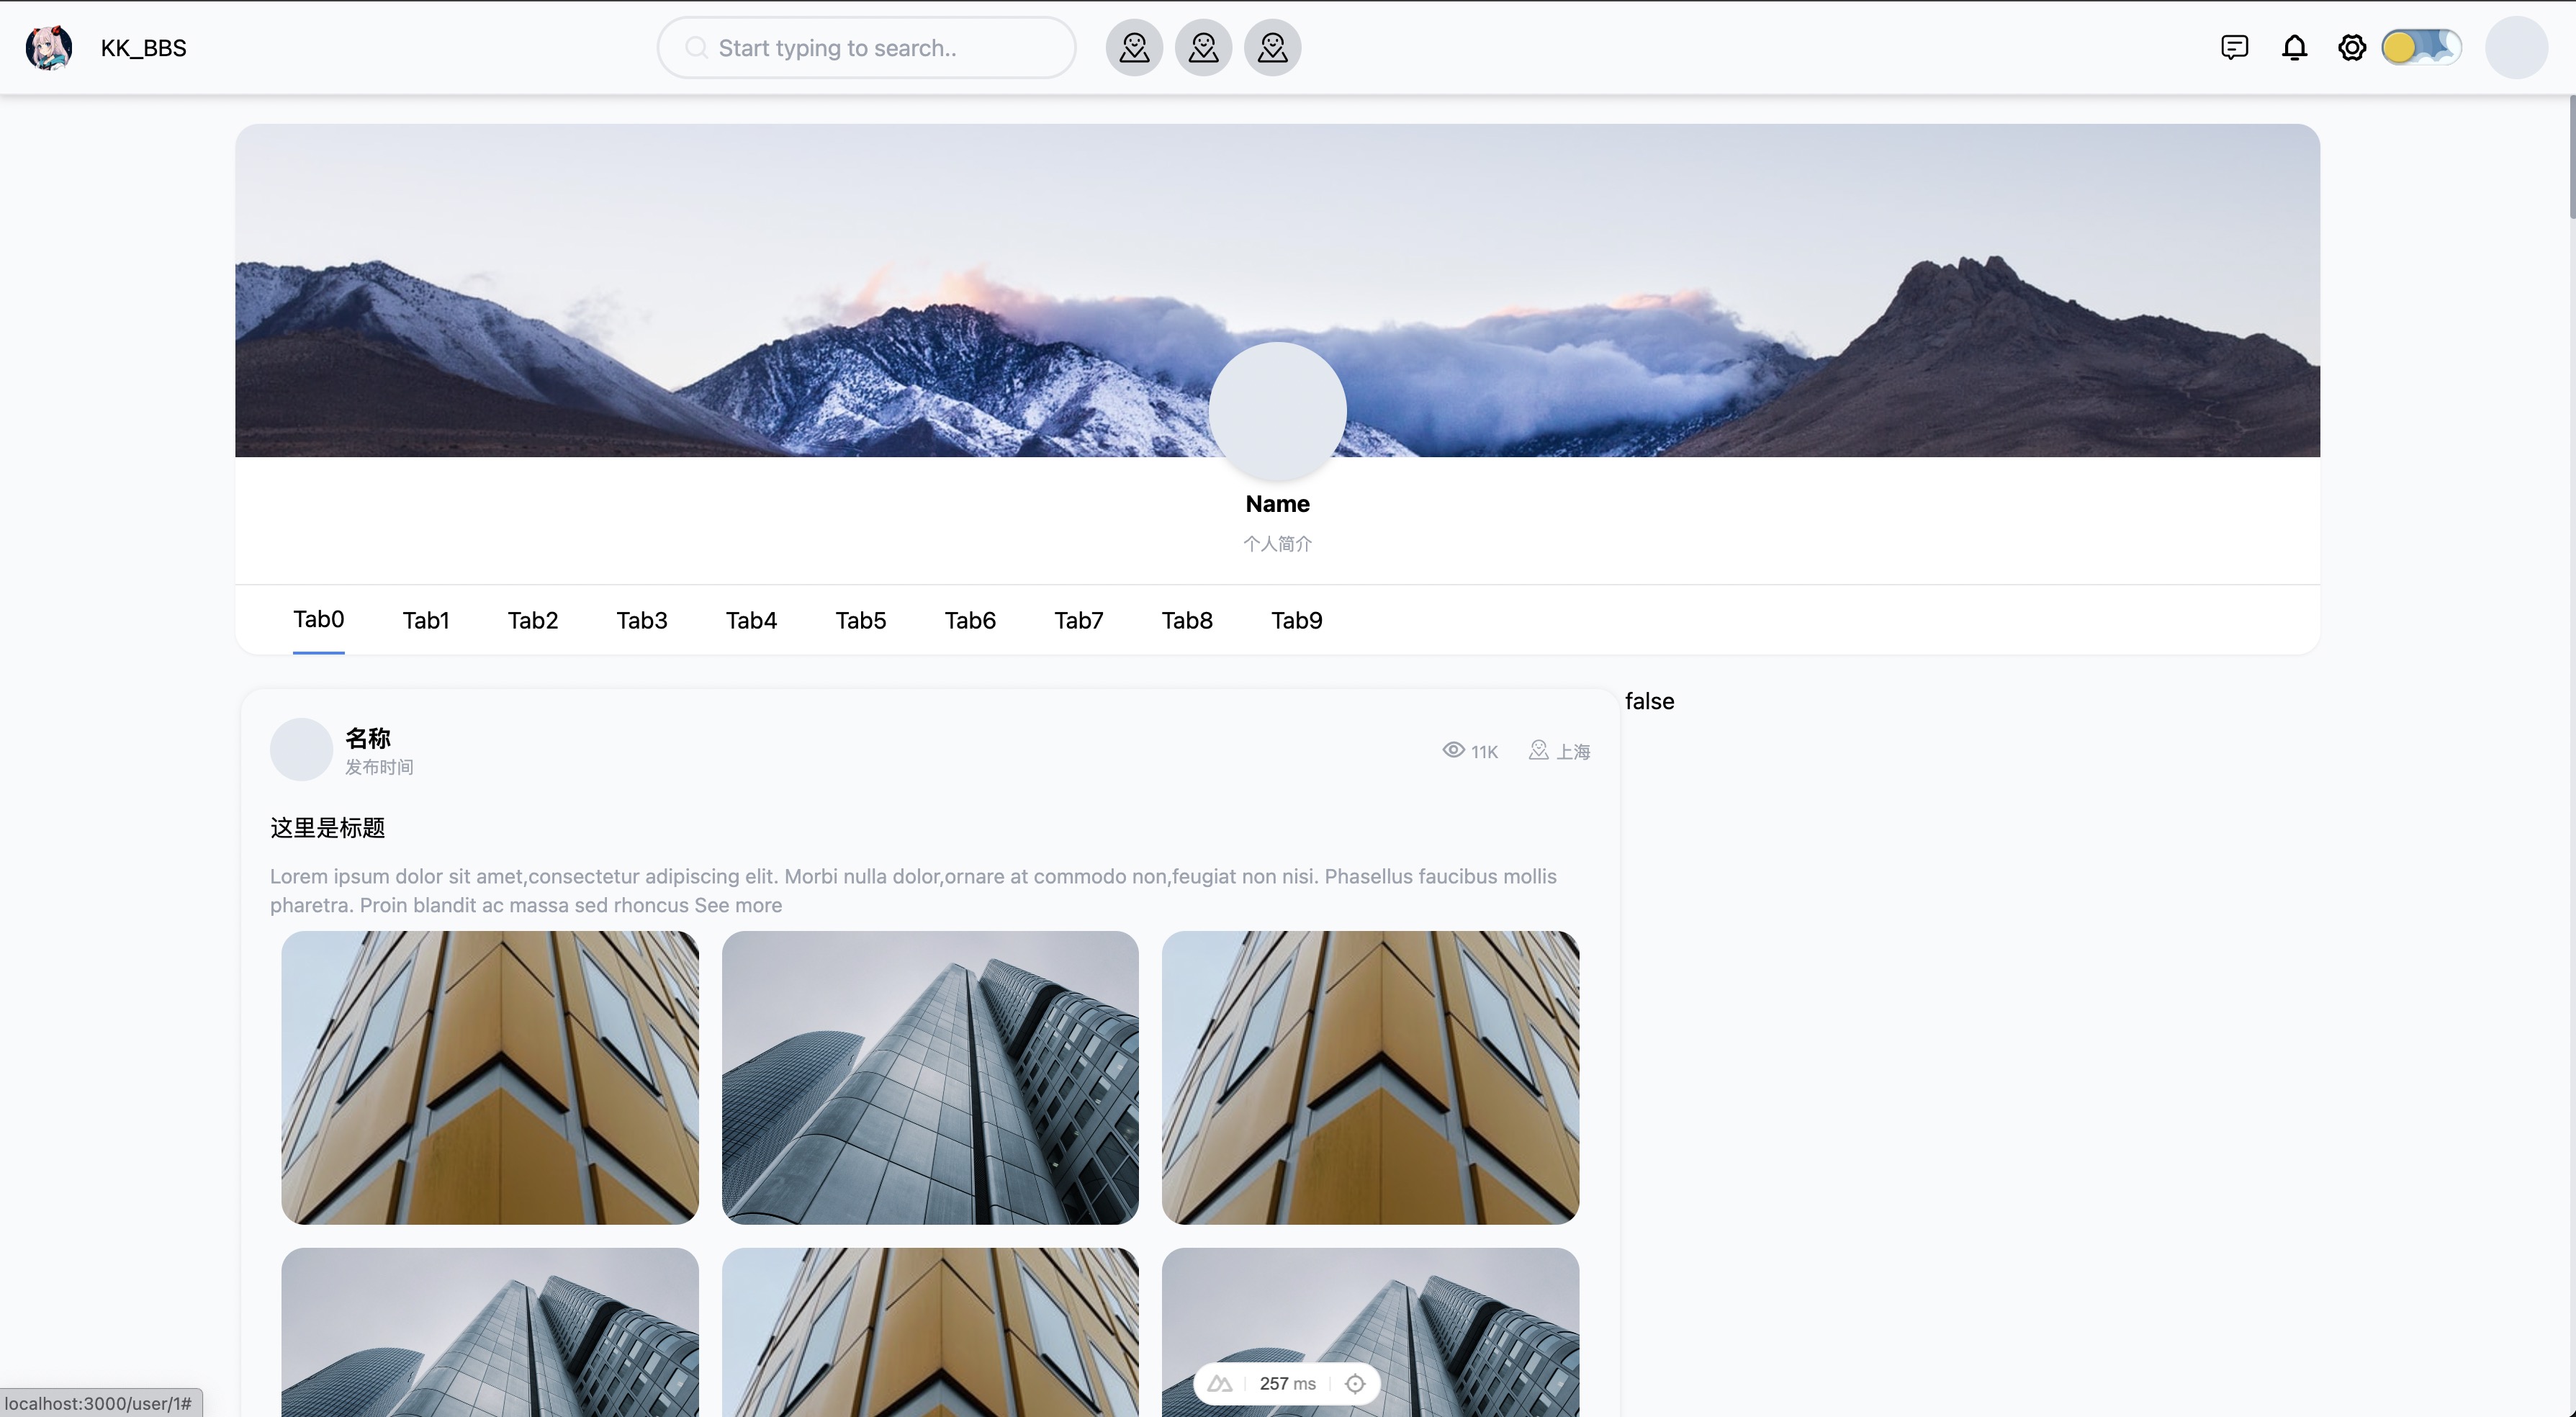 KK_BBS
Start typing to search..
Name
个人简介
Tab0 Tab1 Tab2 Tab3 Tab4 Tab5 Tab6 Tab7 Tab8 Tab9
false
名称
发布时间
11K 上海
这里是标题
Lorem ipsum dolor sit amet,consectetur adipiscing elit. Morbi nulla dolor,ornare at commodo non,feugiat non nisi. Phasellus faucibus mollis
pharetra. Proin blandit ac massa sed rhoncus See more
257 ms
localhost:3000/user/1#